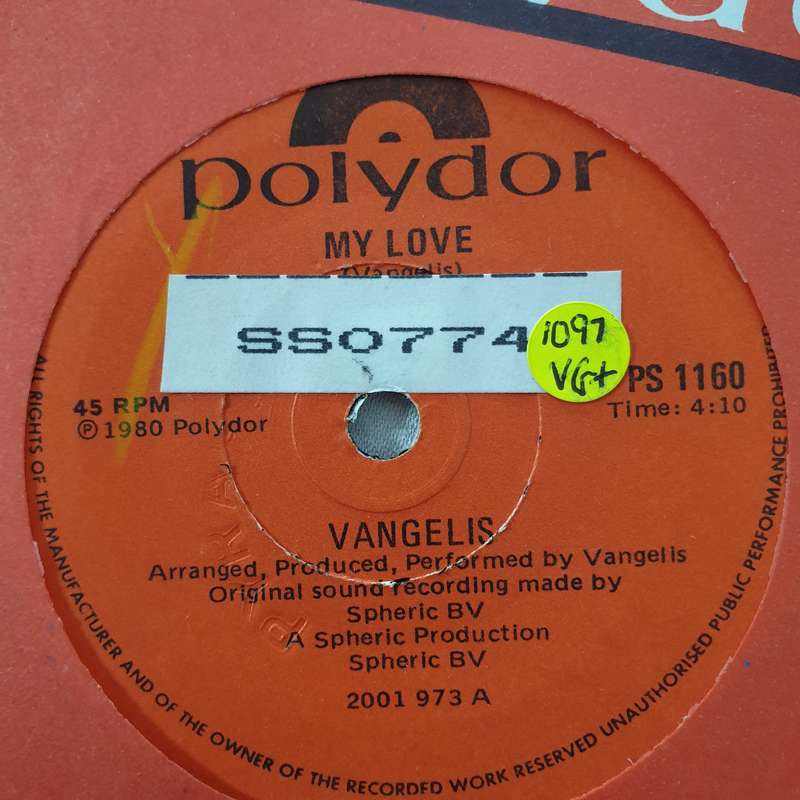 polydor
MY LOVE
(Vangelis)
SS0774
1097
VG+
PS 1160
45 RPM
Time: 4:10
Ⓟ 1980 Polydor
VANGELIS
Arranged, Produced, Performed by Vangelis
Original sound recording made by
Spheric BV
A Spheric Production
Spheric BV
2001 973 A
ALL RIGHTS OF THE MANUFACTURER AND OF THE OWNER OF THE RECORDED WORK RESERVED UNAUTHORISED PUBLIC PERFORMANCE PROHIBITED